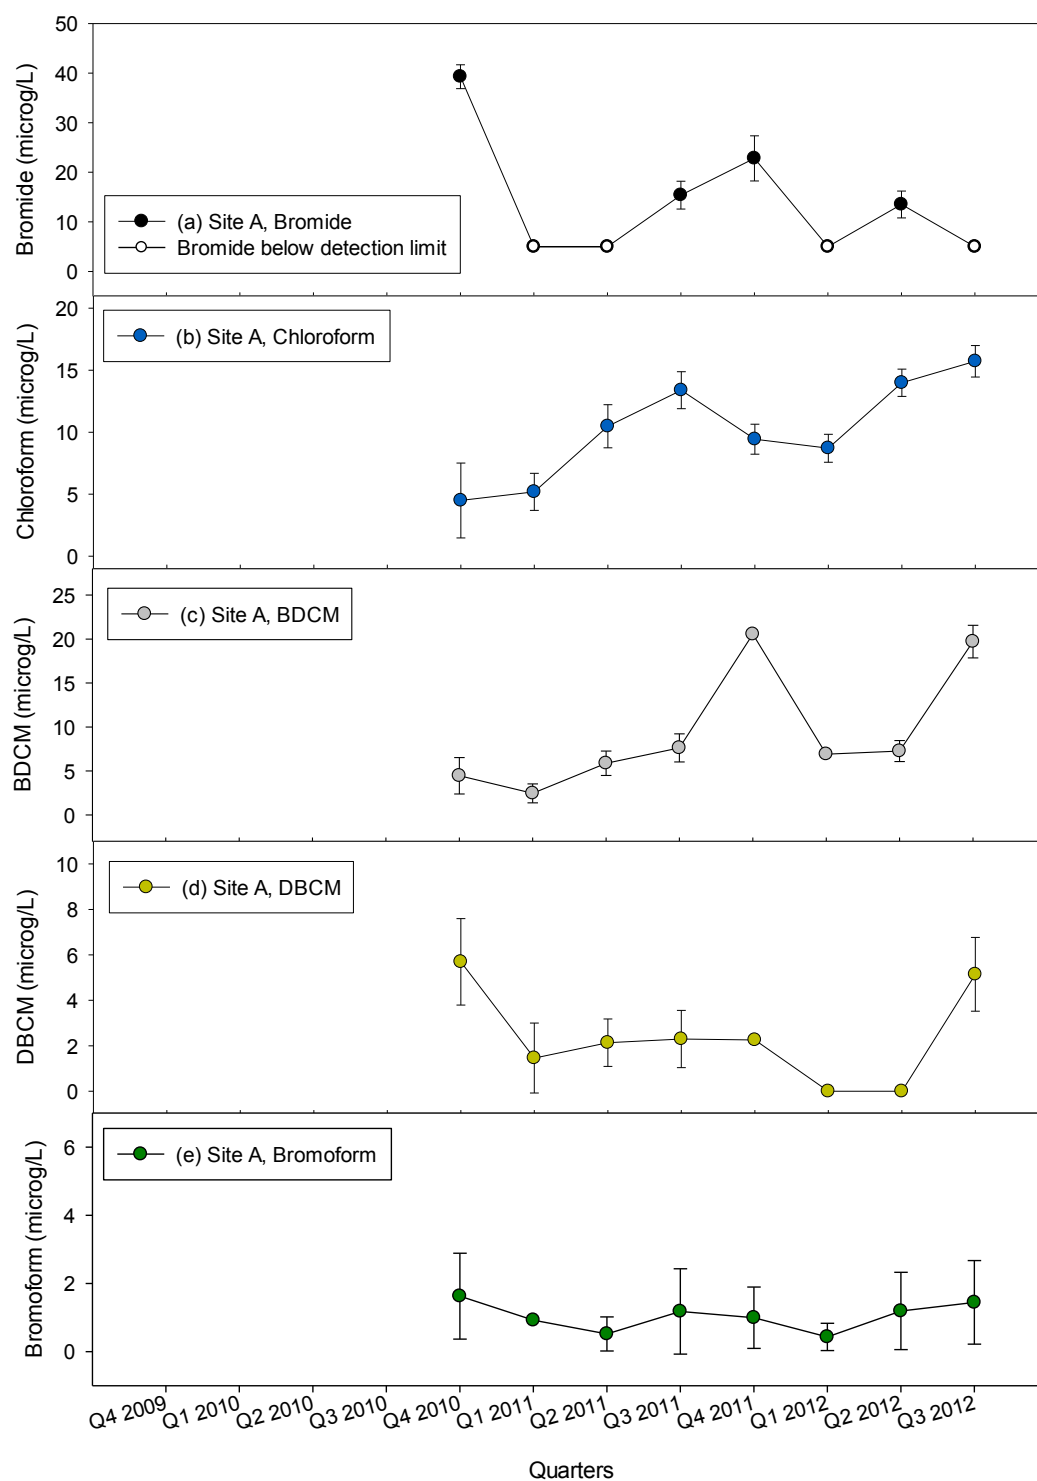 50
40
30
20
10
0
Bromide (microg/L)
(a) Site A, Bromide
Bromide below detection limit
20
15
10
5
0
Chloroform (microg/L)
(b) Site A, Chloroform
25
20
15
10
5
0
BDCM (microg/L)
(c) Site A, BDCM
10
8
6
4
2
0
DBCM (microg/L)
(d) Site A, DBCM
6
4
2
0
Bromoform (microg/L)
(e) Site A, Bromoform
Q4 2009
Q1 2010
Q2 2010
Q3 2010
Q4 2010
Q1 2011
Q2 2011
Q3 2011
Q4 2011
Q1 2012
Q2 2012
Q3 2012
Quarters